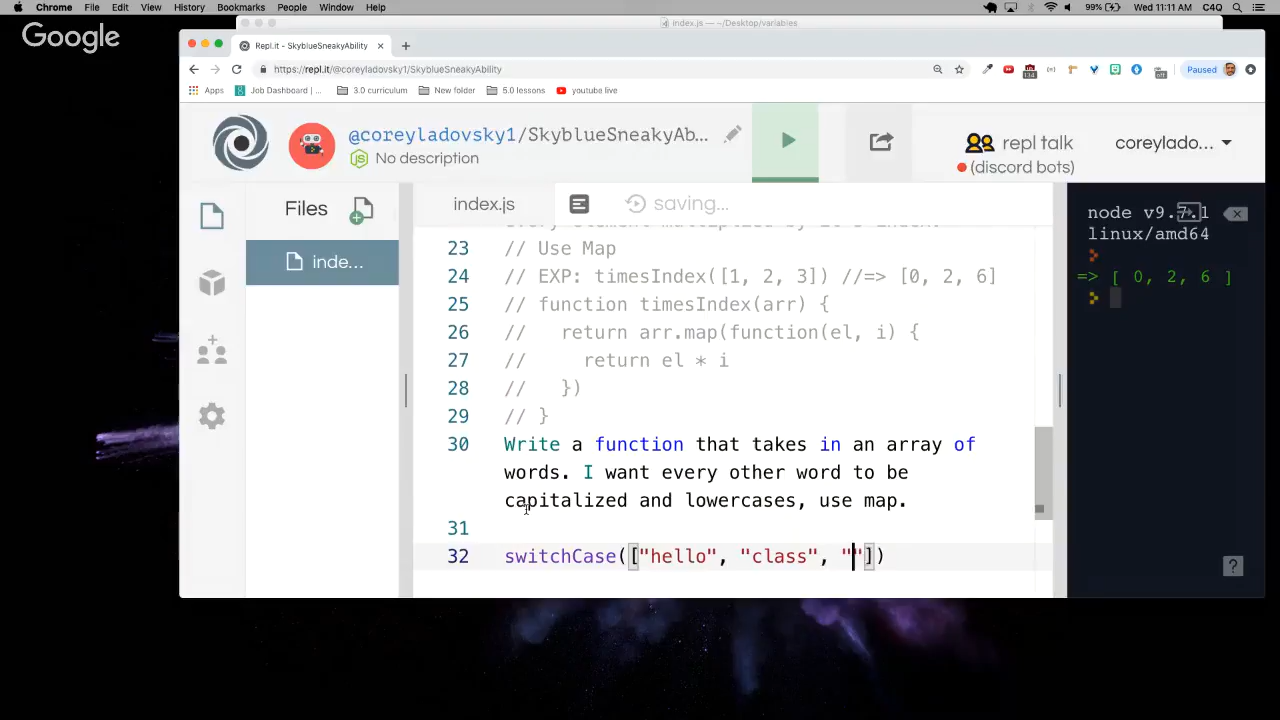 Chrome File Edit View History Bookmarks People Window Help 99% Wed 7:11 AM C4Q
Google
index.js — ~/Desktop/variables
Repl.it - SkyblueSneakyAbility
https://repl.it/@coreyladovsky1/SkyblueSneakyAbility Paused
Apps Job Dashboard | ... 3.0 curriculum New folder 5.0 lessons youtube live
@coreyladovsky1/SkyblueSneakyAb... repl talk coreylado...
No description (discord bots)
Files index.js saving...
node v9.7.1
linux/amd64
inde...
23 // Use Map
24 // EXP: timesIndex([1, 2, 3]) //=> [0, 2, 6]
=> [ 0, 2, 6 ]
25 // function timesIndex(arr) {
26 // return arr.map(function(el, i) {
27 // return el * i
28 // })
29 // }
30 Write a function that takes in an array of
words. I want every other word to be
capitalized and lowercases, use map.
31
32 switchCase(["hello", "class", ""])
?